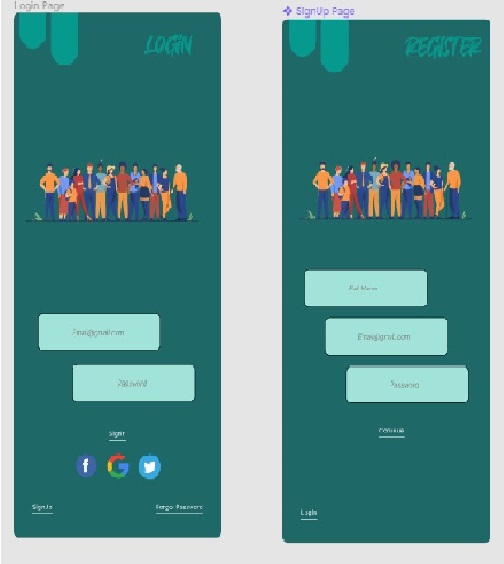 Login Page
LOGIN
Email@gmail.com
Password
SignIn
SignUp
Forgot Password
SignUp Page
REGISTER
Full Name
Email@gmail.com
Password
Continue
Login